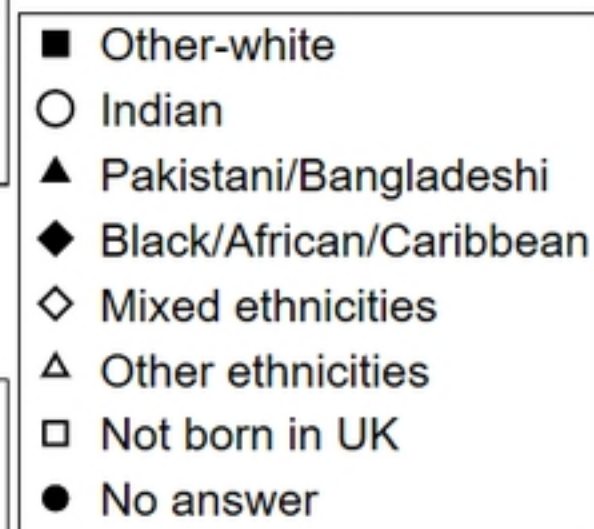 Other-white
Indian
Pakistani/Bangladeshi
Black/African/Caribbean
Mixed ethnicities
Other ethnicities
Not born in UK
No answer